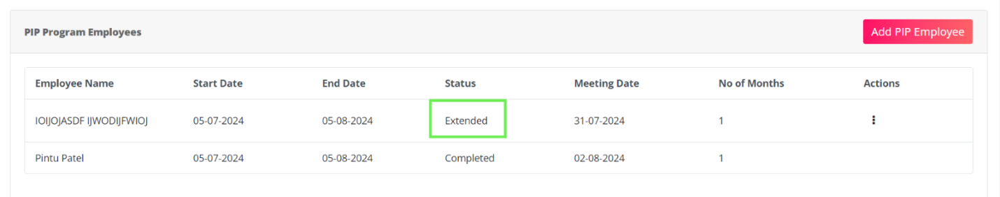 PIP Program Employees Add PIP Employee
Employee Name Start Date End Date Status Meeting Date No of Months Actions
IOIJOJASDF IJWODIJFWIOJ 05-07-2024 05-08-2024 Extended 31-07-2024 1
Pintu Patel 05-07-2024 05-08-2024 Completed 02-08-2024 1